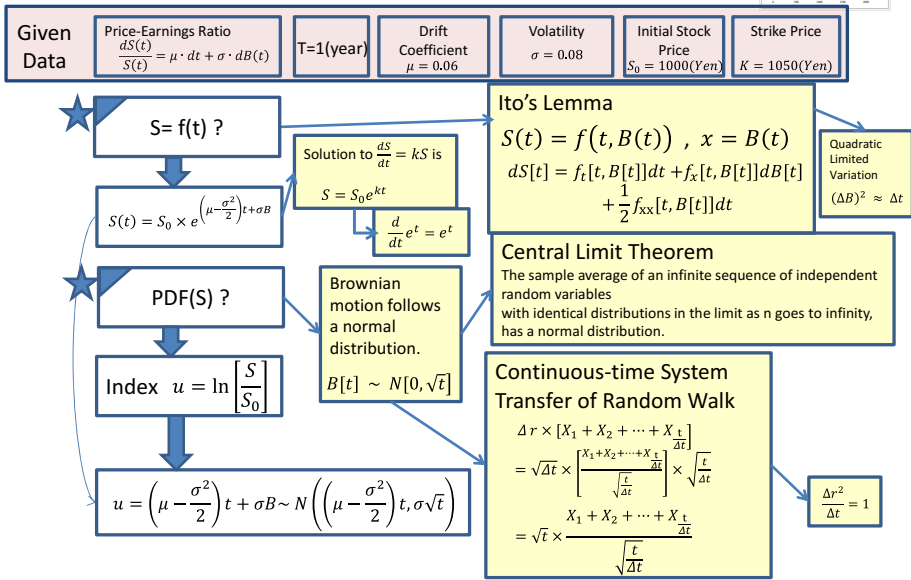 Given
Data
Price-Earnings Ratio
dS(t)/S(t) = μ · dt + σ · dB(t)
T=1(year)
Drift
Coefficient
μ = 0.06
Volatility
σ = 0.08
Initial Stock
Price
S₀ = 1000(Yen)
Strike Price
K = 1050(Yen)
S= f(t) ?
S(t) = S₀ × e^((μ−σ²/2)t+σB)
Solution to dS/dt = kS is
S = S₀e^(kt)
d/dt e^t = e^t
Ito's Lemma
S(t) = f(t, B(t)) , x = B(t)
dS[t] = f_t[t, B[t]]dt + f_x[t, B[t]]dB[t]
+ 1/2 f_xx[t, B[t]]dt
Quadratic
Limited
Variation
(ΔB)² ≈ Δt
PDF(S) ?
Brownian
motion follows
a normal
distribution.
B[t] ~ N[0, √t]
Central Limit Theorem
The sample average of an infinite sequence of independent
random variables
with identical distributions in the limit as n goes to infinity,
has a normal distribution.
Index u = ln[S/S₀]
Continuous-time System
Transfer of Random Walk
Δr × [X₁ + X₂ + ⋯ + X_(t/Δt)]
= √Δt × [(X₁+X₂+⋯+X_(t/Δt))/√(t/Δt)] × √(t/Δt)
= √t × (X₁ + X₂ + ⋯ + X_(t/Δt))/√(t/Δt)
Δr²/Δt = 1
u = (μ − σ²/2)t + σB ~ N((μ − σ²/2)t, σ√t)